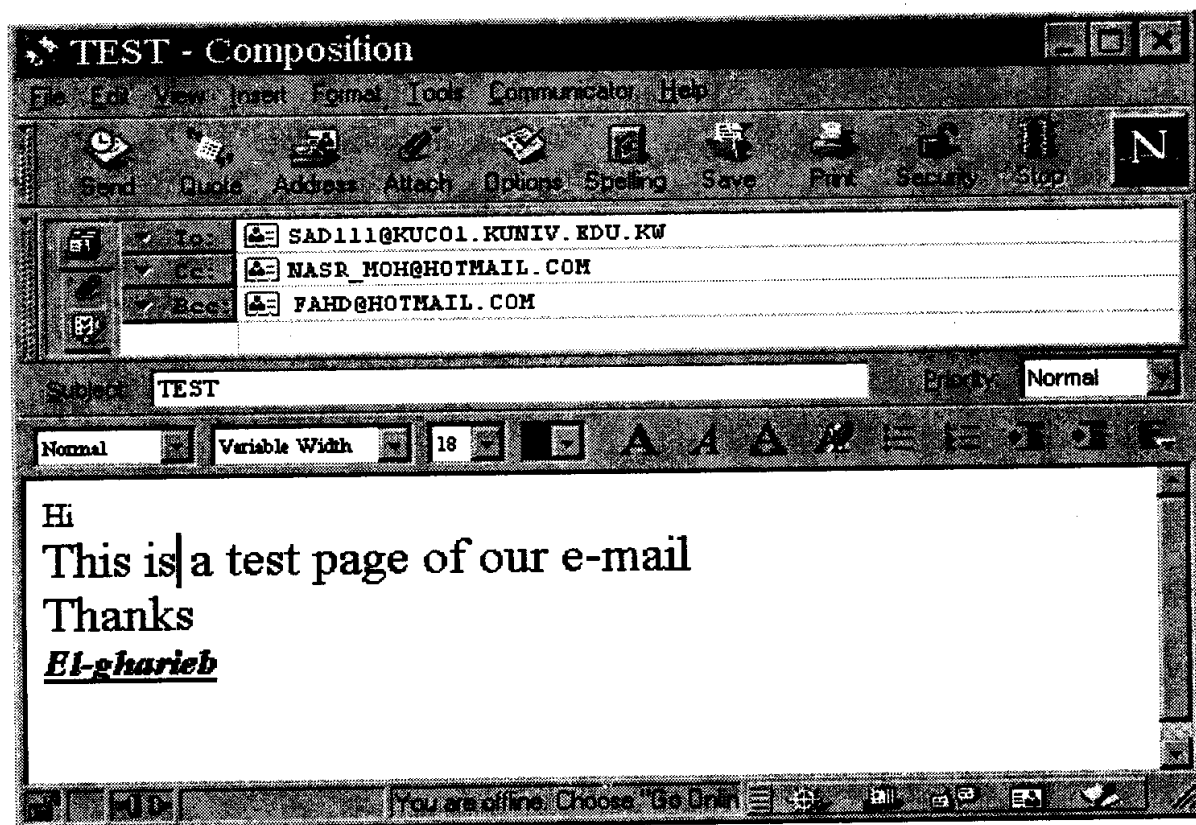 TEST - Composition
File Edit View Insert Format Tools Communicator Help
N
Send Quote Address Attach Options Spelling Save Print Security Stop
To: SAD111@KUC01.KUNIV.EDU.KW
Cc: NASR_MOH@HOTMAIL.COM
Bcc: FAHD@HOTMAIL.COM
Subject: TEST Priority: Normal
Normal Variable Width 18
Hi
This is a test page of our e-mail
Thanks
El-gharieb
You are offline. Choose "Go Onlin